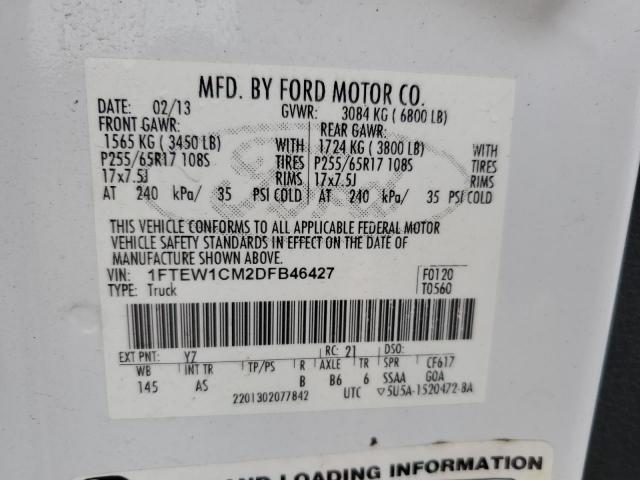 MFD. BY FORD MOTOR CO.
DATE: 02/13 GVWR: 3084 KG ( 6800 LB)
FRONT GAWR: REAR GAWR:
1565 KG ( 3450 LB) WITH 1724 KG ( 3800 LB) WITH
P255/65R17 108S TIRES P255/65R17 108S TIRES
17x7.5J RIMS 17x7.5J RIMS
AT 240 kPa/ 35 PSI COLD AT 240 kPa/ 35 PSI COLD
THIS VEHICLE CONFORMS TO ALL APPLICABLE FEDERAL MOTOR
VEHICLE SAFETY STANDARDS IN EFFECT ON THE DATE OF
MANUFACTURE SHOWN ABOVE.
VIN: 1FTEW1CM2DFB46427 F0120
TYPE: Truck T0560
EXT PNT: YZ RC: 21 DSO:
WB INT TR TP/PS R AXLE TR SPR CF617
145 AS B B6 6 SSAA GOA
2201302077842 UTC ▽5U5A-1520472-BA
AND LOADING INFORMATION